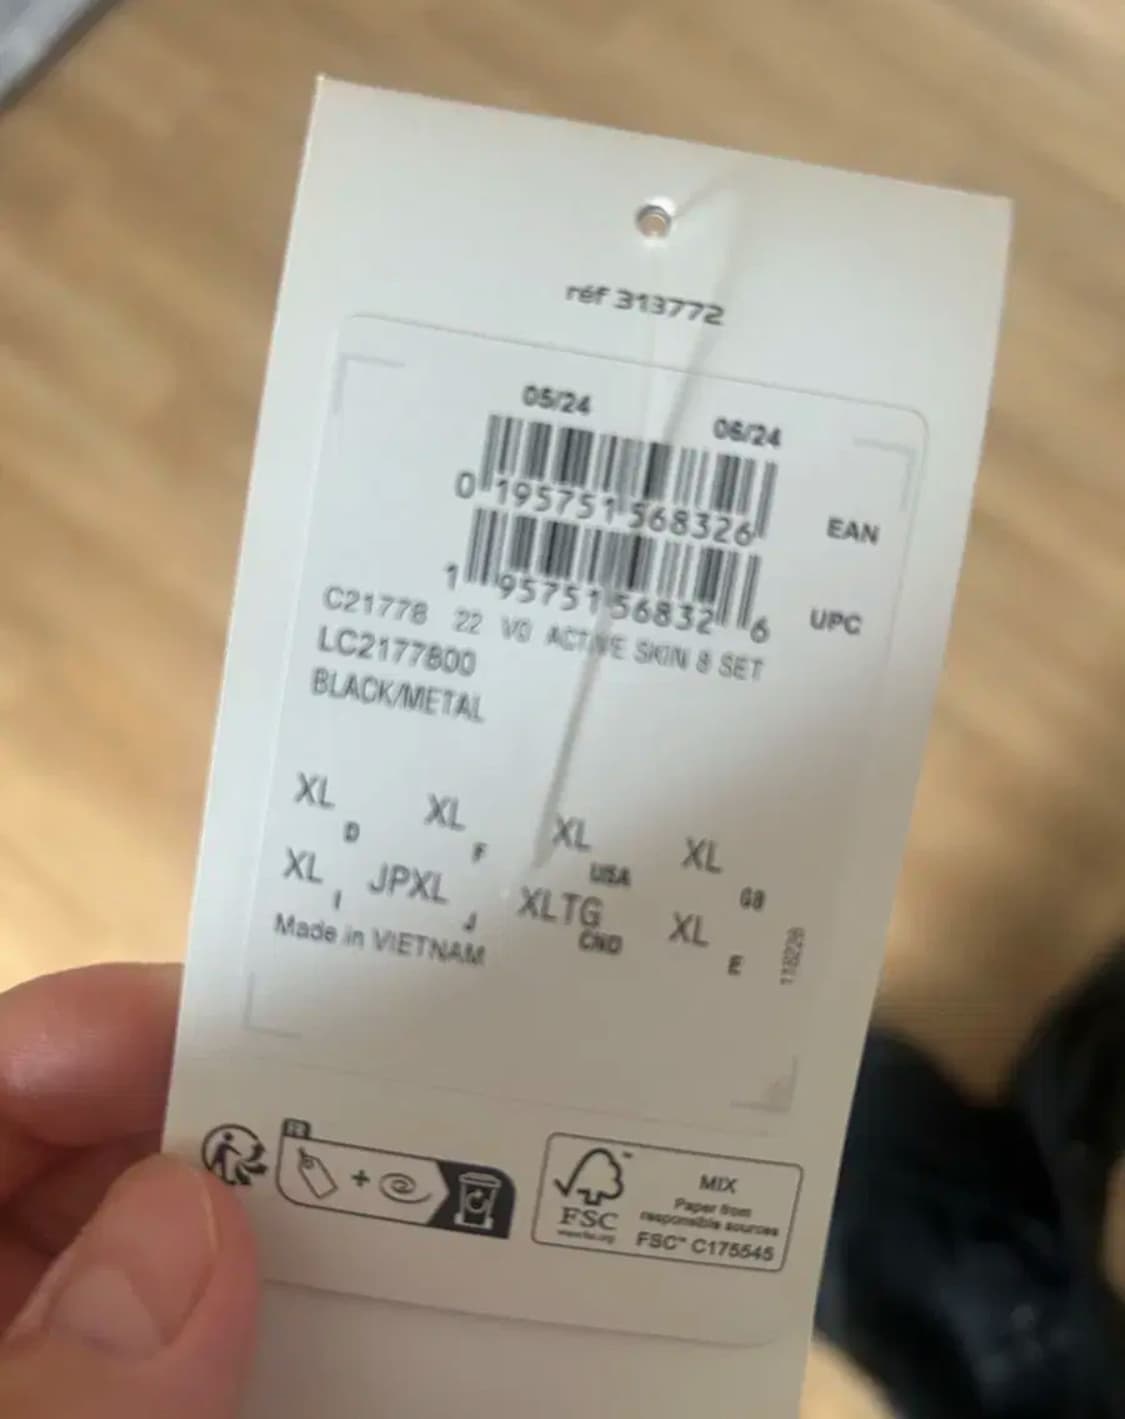 réf 313772
05/24
06/24
0 195751 568326
EAN
1 95751 56832 6
UPC
C21778 22 V0 ACTIVE SKIN 8 SET
LC2177800
BLACK/METAL
XL D XL F XL USA XL GB
XL I JPXL J XLTG CND XL E
Made in VIETNAM
FR
MIX
Paper from
responsible sources
FSC
FSC™ C175545